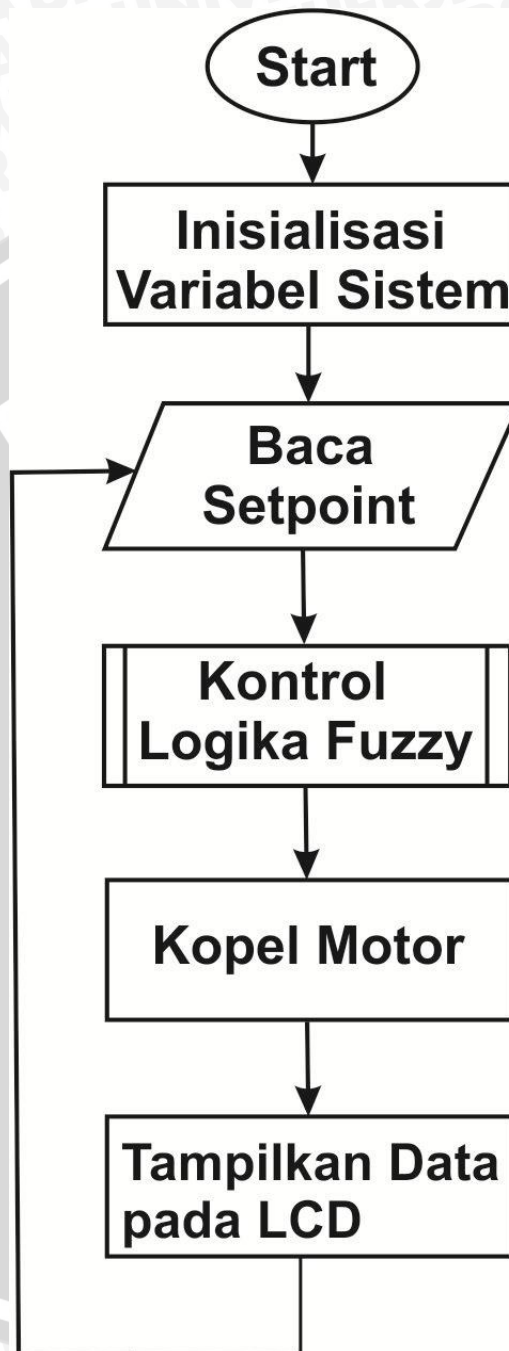 Start
Inisialisasi
Variabel Sistem
Baca
Setpoint
Kontrol
Logika Fuzzy
Kopel Motor
Tampilkan Data
pada LCD